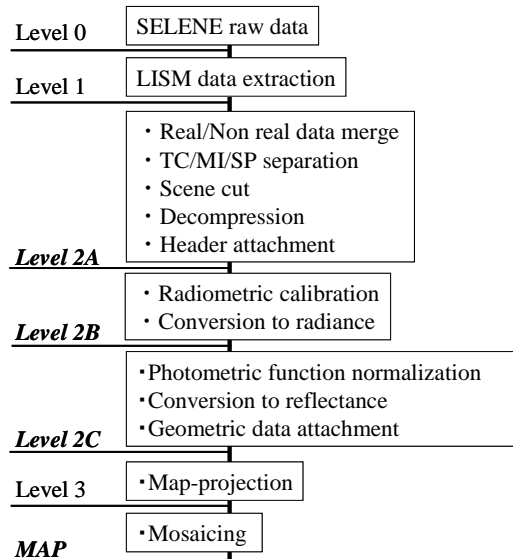 Level 0
SELENE raw data
Level 1
LISM data extraction
・Real/Non real data merge
・TC/MI/SP separation
・Scene cut
・Decompression
・Header attachment
Level 2A
・Radiometric calibration
・Conversion to radiance
Level 2B
・Photometric function normalization
・Conversion to reflectance
・Geometric data attachment
Level 2C
Level 3
・Map-projection
・Mosaicing
MAP